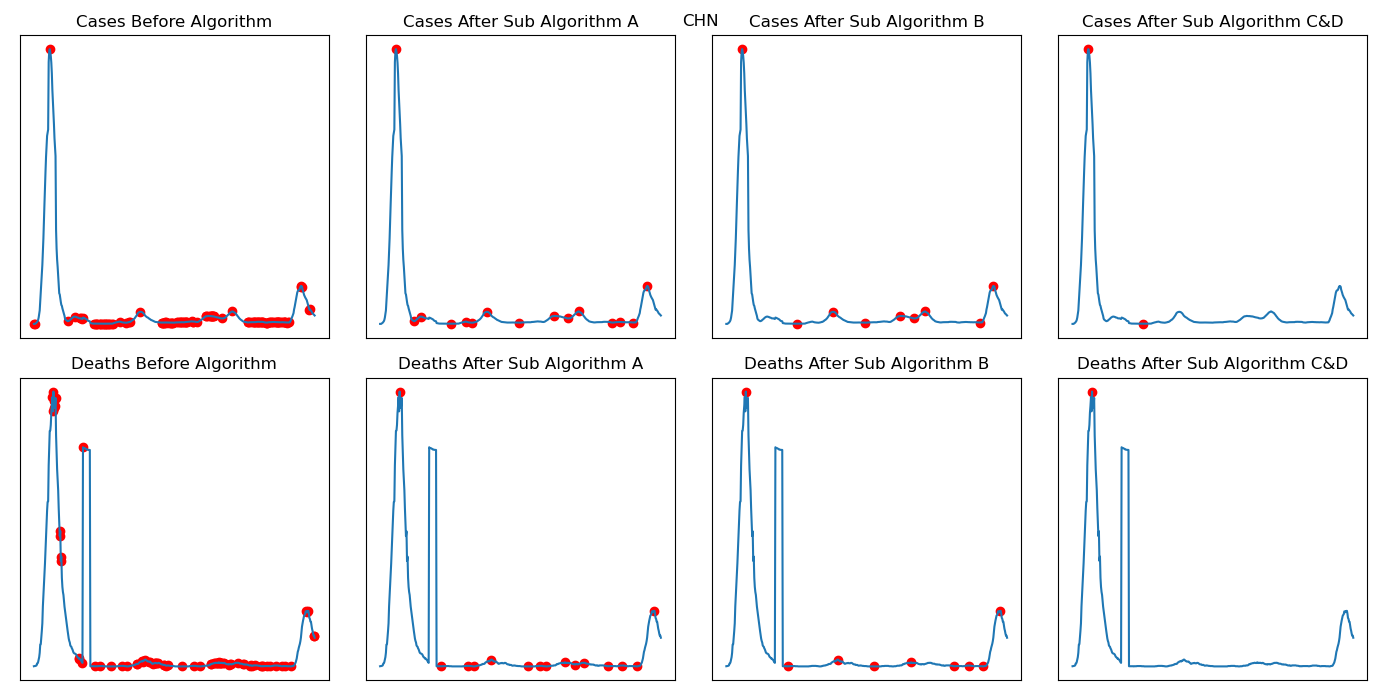 CHN
Cases Before Algorithm
Cases After Sub Algorithm A
Cases After Sub Algorithm B
Cases After Sub Algorithm C&D
Deaths Before Algorithm
Deaths After Sub Algorithm A
Deaths After Sub Algorithm B
Deaths After Sub Algorithm C&D